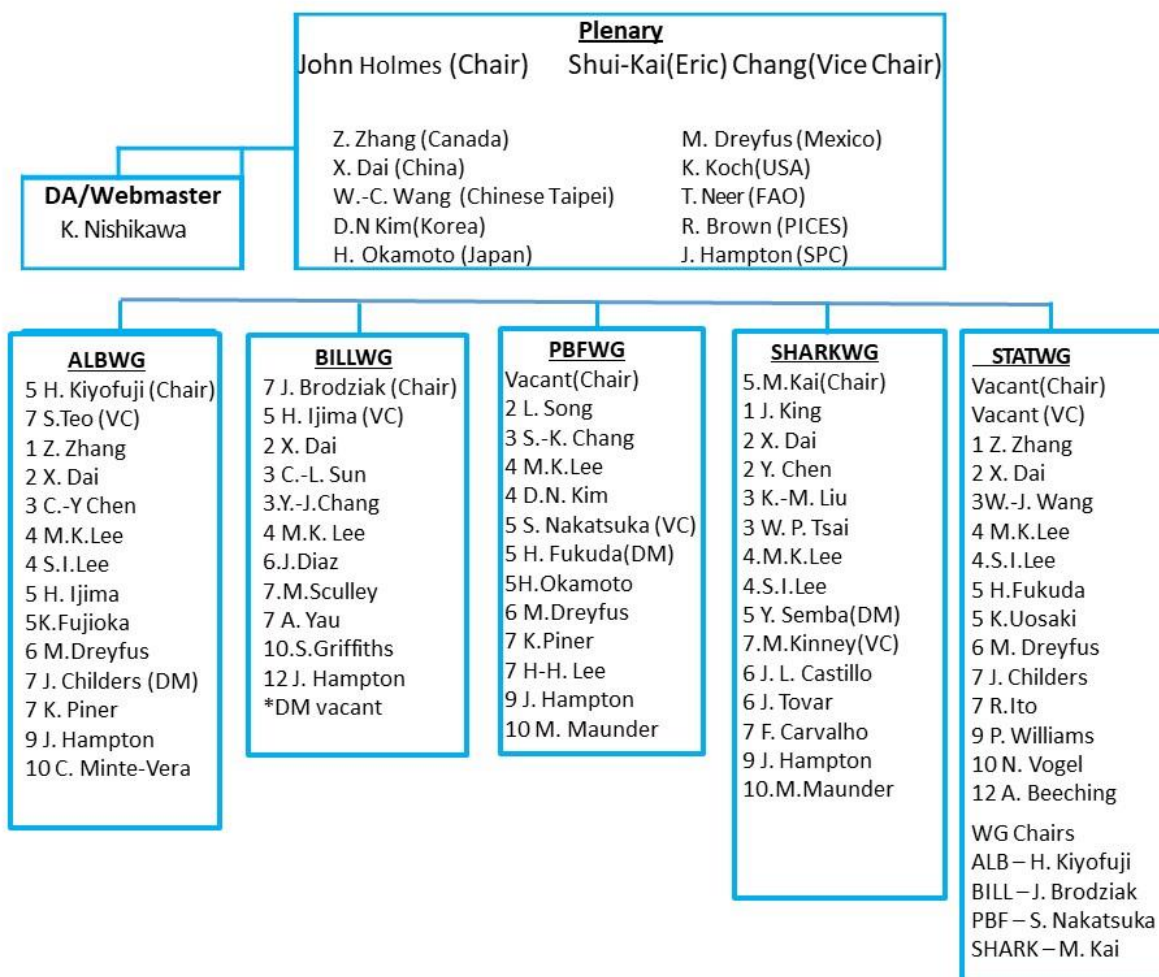 Plenary
John Holmes (Chair) Shui-Kai(Eric) Chang(Vice Chair)
Z. Zhang (Canada)
X. Dai (China)
W.-C. Wang (Chinese Taipei)
D.N Kim(Korea)
H. Okamoto (Japan)
M. Dreyfus (Mexico)
K. Koch(USA)
T. Neer (FAO)
R. Brown (PICES)
J. Hampton (SPC)
DA/Webmaster
K. Nishikawa
ALBWG
5 H. Kiyofuji (Chair)
7 S.Teo (VC)
1 Z. Zhang
2 X. Dai
3 C.-Y Chen
4 M.K.Lee
4 S.I.Lee
5 H. Ijima
5K.Fujioka
6 M.Dreyfus
7 J. Childers (DM)
7 K. Piner
9 J. Hampton
10 C. Minte-Vera
BILLWG
7 J. Brodziak (Chair)
5 H. Ijima (VC)
2 X. Dai
3 C.-L. Sun
3.Y.-J.Chang
4 M.K. Lee
6.J.Diaz
7.M.Sculley
7 A. Yau
10.S.Griffiths
12 J. Hampton
*DM vacant
PBFWG
Vacant(Chair)
2 L. Song
3 S.-K. Chang
4 M.K.Lee
4 D.N. Kim
5 S. Nakatsuka (VC)
5 H. Fukuda(DM)
5H.Okamoto
6 M.Dreyfus
7 K.Piner
7 H-H. Lee
9 J. Hampton
10 M. Maunder
SHARKWG
5.M.Kai(Chair)
1 J. King
2 X. Dai
2 Y. Chen
3 K.-M. Liu
3 W. P. Tsai
4.M.K.Lee
4.S.I.Lee
5 Y. Semba(DM)
7.M.Kinney(VC)
6 J. L. Castillo
6 J. Tovar
7 F. Carvalho
9 J. Hampton
10.M.Maunder
STATWG
Vacant(Chair)
Vacant (VC)
1 Z. Zhang
2 X. Dai
3W.-J. Wang
4 M.K.Lee
4.S.I.Lee
5 H.Fukuda
5 K.Uosaki
6 M. Dreyfus
7 J. Childers
7 R.Ito
9 P. Williams
10 N. Vogel
12 A. Beeching
WG Chairs
ALB – H. Kiyofuji
BILL – J. Brodziak
PBF – S. Nakatsuka
SHARK – M. Kai